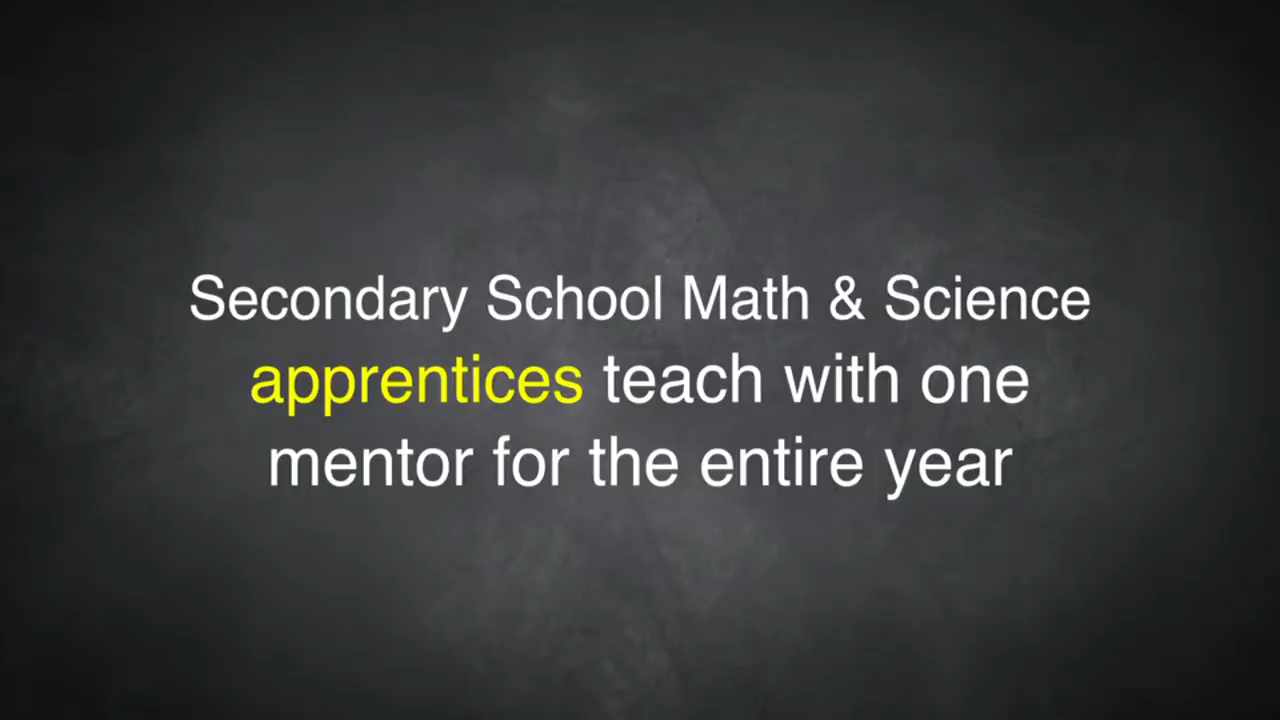 Secondary School Math & Science
apprentices teach with one
mentor for the entire year